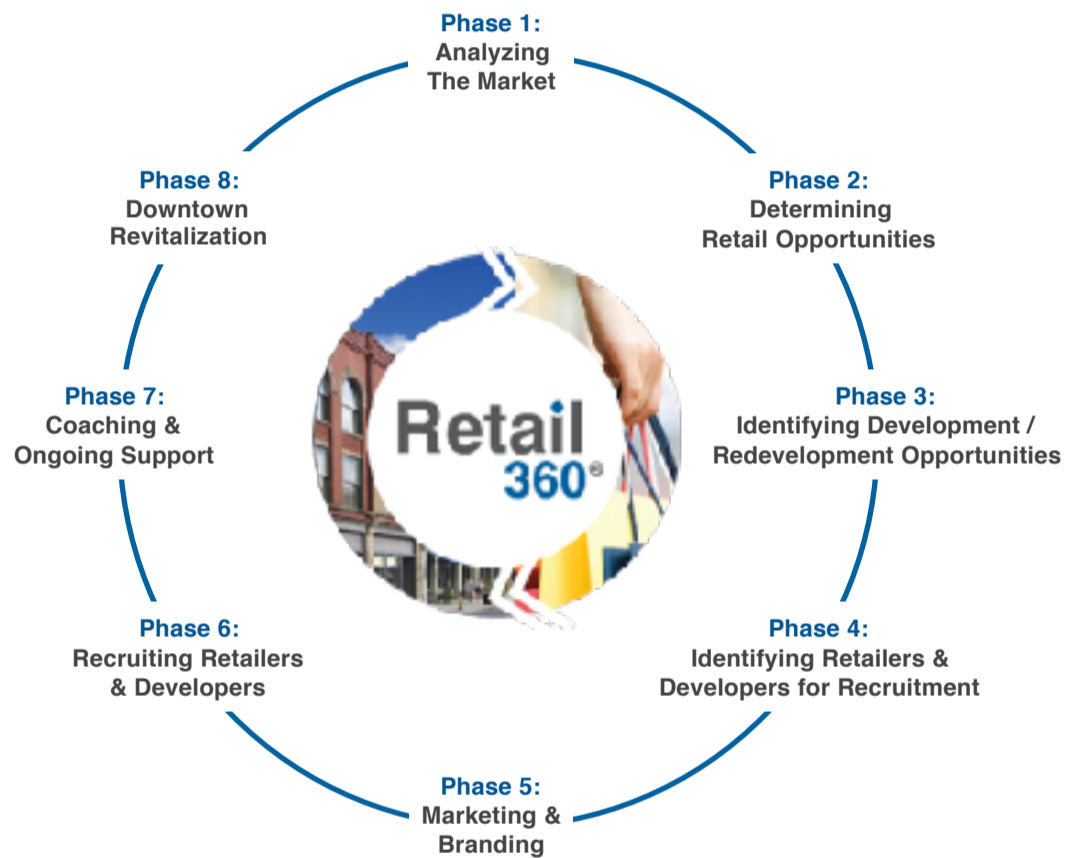 Phase 1:
Analyzing
The Market
Phase 2:
Determining
Retail Opportunities
Phase 3:
Identifying Development /
Redevelopment Opportunities
Phase 4:
Identifying Retailers &
Developers for Recruitment
Phase 5:
Marketing &
Branding
Phase 6:
Recruiting Retailers
& Developers
Phase 7:
Coaching &
Ongoing Support
Phase 8:
Downtown
Revitalization
Retail
360®